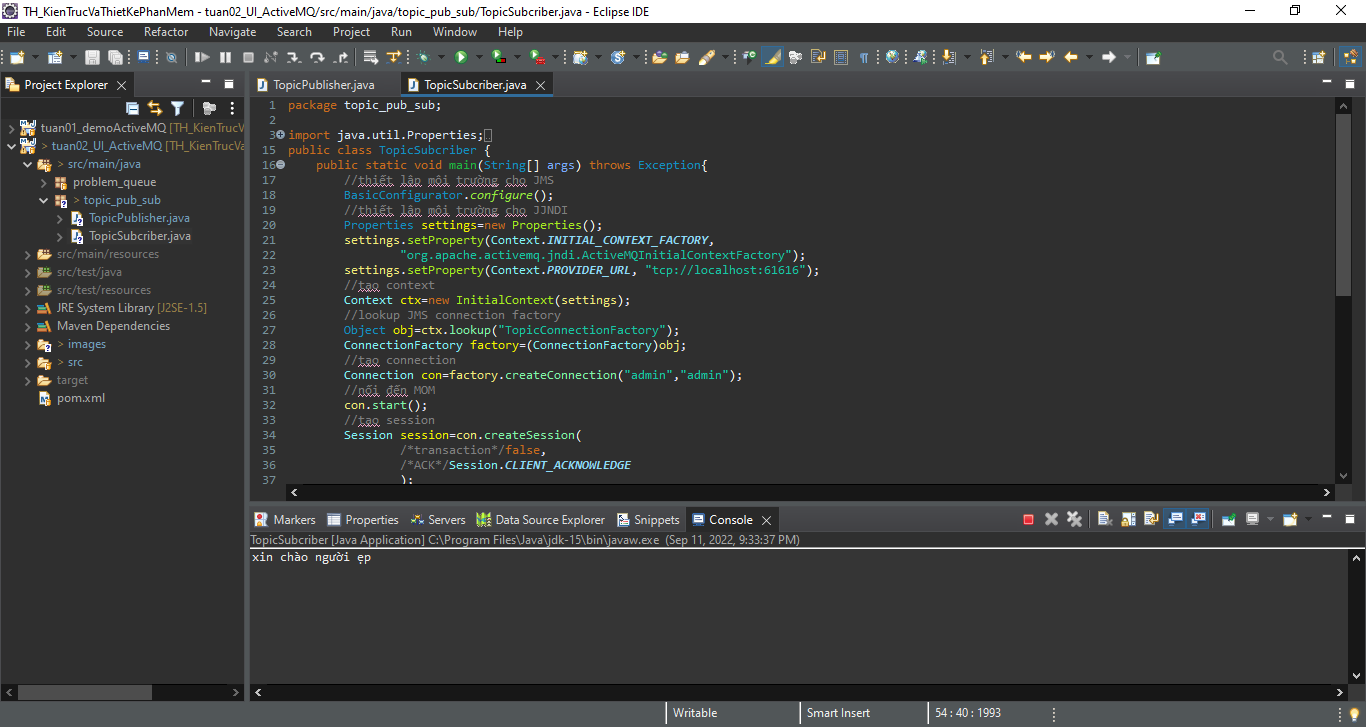 TH_KienTrucVaThietKePhanMem - tuan02_UI_ActiveMQ/src/main/java/topic_pub_sub/TopicSubcriber.java - Eclipse IDE
File Edit Source Refactor Navigate Search Project Run Window Help
Project Explorer
TopicPublisher.java TopicSubcriber.java
tuan01_demoActiveMQ [TH_KienTrucV
> tuan02_UI_ActiveMQ [TH_KienTrucVa
> src/main/java
problem_queue
> topic_pub_sub
TopicPublisher.java
TopicSubcriber.java
src/main/resources
src/test/java
src/test/resources
JRE System Library [J2SE-1.5]
Maven Dependencies
> images
> src
target
pom.xml
1 package topic_pub_sub;
2
3 import java.util.Properties;
15 public class TopicSubcriber {
16 public static void main(String[] args) throws Exception{
17 //thiết lập môi trường cho JMS
18 BasicConfigurator.configure();
19 //thiết lập môi trường cho JJNDI
20 Properties settings=new Properties();
21 settings.setProperty(Context.INITIAL_CONTEXT_FACTORY,
22 "org.apache.activemq.jndi.ActiveMQInitialContextFactory");
23 settings.setProperty(Context.PROVIDER_URL, "tcp://localhost:61616");
24 //tạo context
25 Context ctx=new InitialContext(settings);
26 //lookup JMS connection factory
27 Object obj=ctx.lookup("TopicConnectionFactory");
28 ConnectionFactory factory=(ConnectionFactory)obj;
29 //tạo connection
30 Connection con=factory.createConnection("admin","admin");
31 //nối đến MOM
32 con.start();
33 //tạo session
34 Session session=con.createSession(
35 /*transaction*/false,
36 /*ACK*/Session.CLIENT_ACKNOWLEDGE
37 );
Markers Properties Servers Data Source Explorer Snippets Console
TopicSubcriber [Java Application] C:\Program Files\Java\jdk-15\bin\javaw.exe (Sep 11, 2022, 9:33:37 PM)
xin chào người ẹp
Writable Smart Insert 54 : 40 : 1993